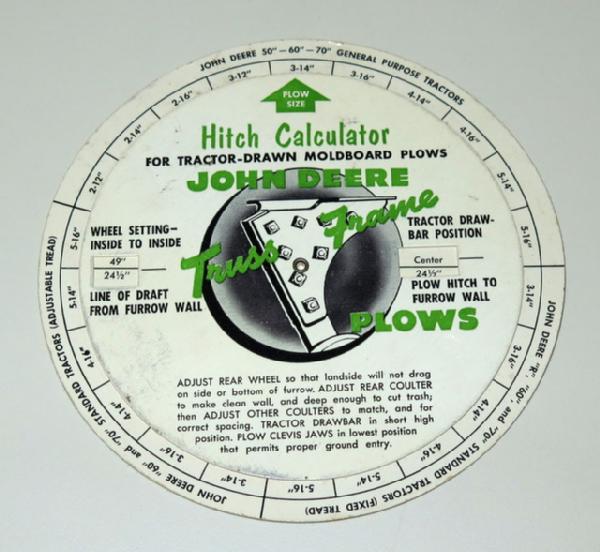 JOHN DEERE 50"—60"—70" GENERAL PURPOSE TRACTORS
2-12"
2-14"
2-16"
3-12"
3-14"
3-16"
4-14"
4-16"
5-14"
5-16"
PLOW
SIZE
Hitch Calculator
FOR TRACTOR-DRAWN MOLDBOARD PLOWS
JOHN DEERE
Truss Frame
PLOWS
WHEEL SETTING—
INSIDE TO INSIDE
49"
24½"
LINE OF DRAFT
FROM FURROW WALL
TRACTOR DRAW-
BAR POSITION
Center
24½"
PLOW HITCH TO
FURROW WALL
ADJUST REAR WHEEL so that landside will not drag
on side or bottom of furrow. ADJUST REAR COULTER
to make clean wall, and deep enough to cut trash;
then ADJUST OTHER COULTERS to match, and for
correct spacing. TRACTOR DRAWBAR in short high
position. PLOW CLEVIS JAWS in lowest position
that permits proper ground entry.
JOHN DEERE "R", "60", and "70" STANDARD TRACTORS (FIXED TREAD)
3-14"
3-16"
4-14"
4-16"
5-14"
5-16"
JOHN DEERE "60" and "70" STANDARD TRACTORS (ADJUSTABLE TREAD)
3-14"
3-16"
4-14"
4-16"
5-14"
5-16"